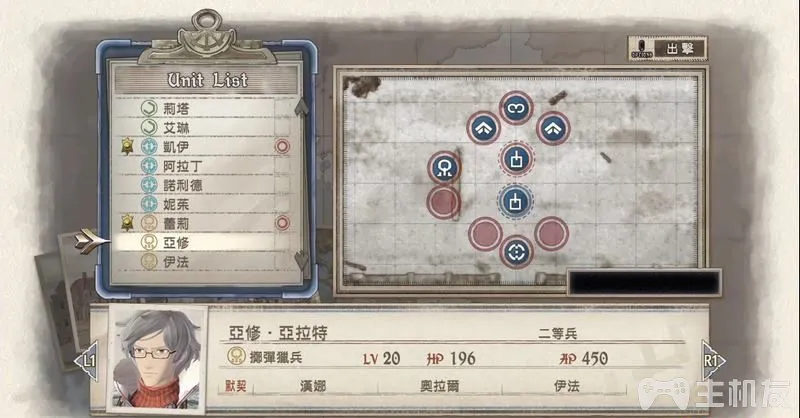 Unit List
出擊
莉塔
艾琳
凱伊
阿拉丁
諾利德
妮茱
蕾莉
亞修
伊法
亞修·亞拉特 二等兵
擲彈獵兵 LV 20 HP 196 AP 450
默契 漢娜 奧拉爾 伊法
L1
R1
主机友